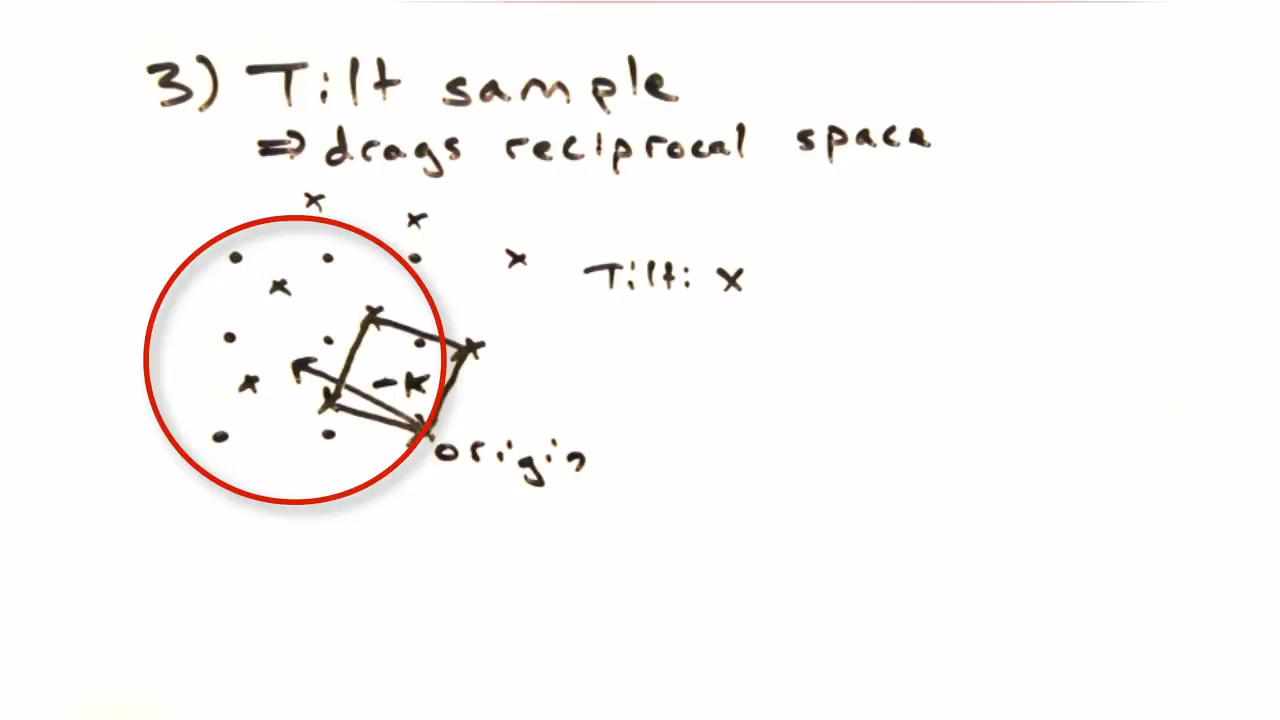 3) Tilt sample
⇒ drags reciprocal space
Tilt: x
-K
origin